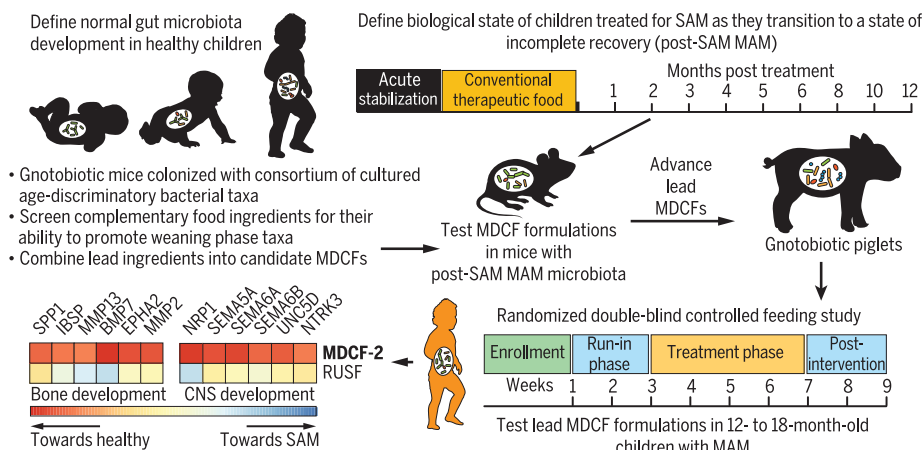 Define normal gut microbiota
development in healthy children
Define biological state of children treated for SAM as they transition to a state of
incomplete recovery (post-SAM MAM)
Months post treatment
Acute
stabilization
Conventional
therapeutic food
1 2 3 4 5 6 7 8 9 10 11 12
• Gnotobiotic mice colonized with consortium of cultured
age-discriminatory bacterial taxa
• Screen complementary food ingredients for their
ability to promote weaning phase taxa
• Combine lead ingredients into candidate MDCFs
Test MDCF formulations
in mice with
post-SAM MAM microbiota
Advance
lead
MDCFs
Gnotobiotic piglets
Randomized double-blind controlled feeding study
Enrollment
Run-in
phase
Treatment phase
Post-
intervention
Weeks 1 2 3 4 5 6 7 8 9
Test lead MDCF formulations in 12- to 18-month-old
children with MAM
SPP1 IBSP MMP13 BMP7 EPHA2 MMP2
NRP1 SEMA5A SEMA6A SEMA6B UNC5D NTRK3
MDCF-2
RUSF
Bone development
CNS development
Towards healthy
Towards SAM